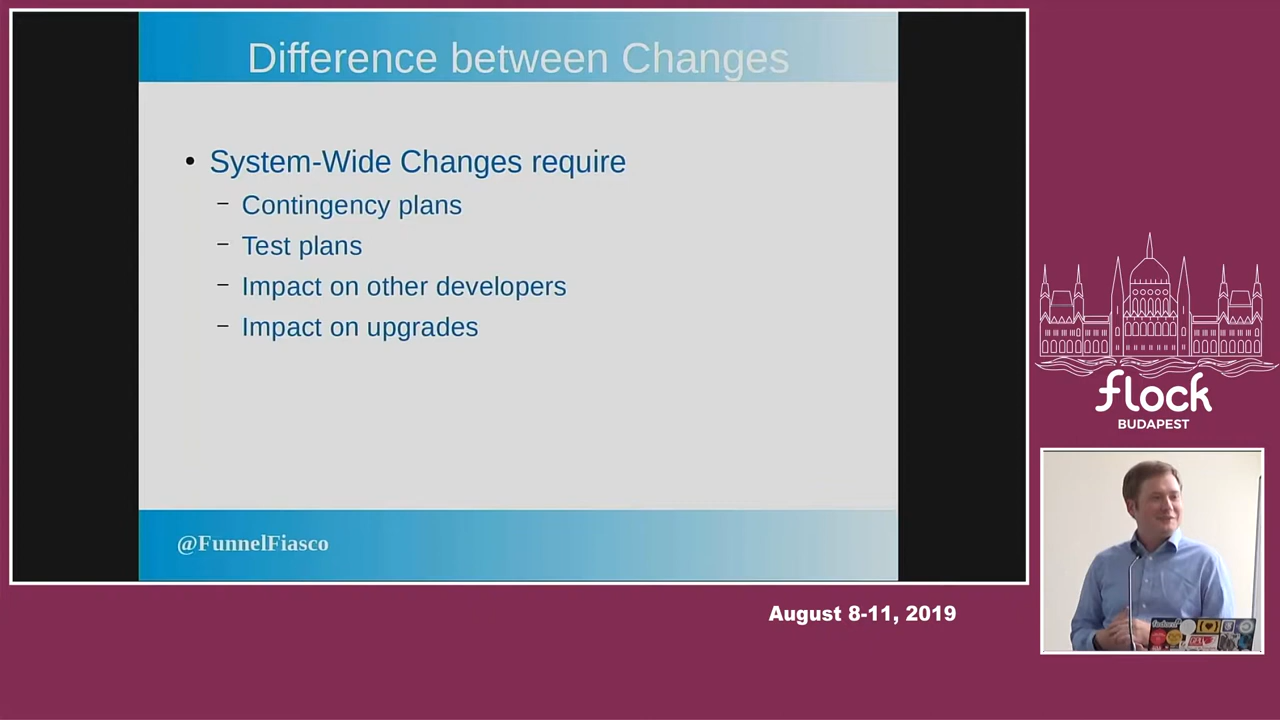 Difference between Changes
• System-Wide Changes require
– Contingency plans
– Test plans
– Impact on other developers
– Impact on upgrades
@FunnelFiasco
flock
BUDAPEST
August 8-11, 2019